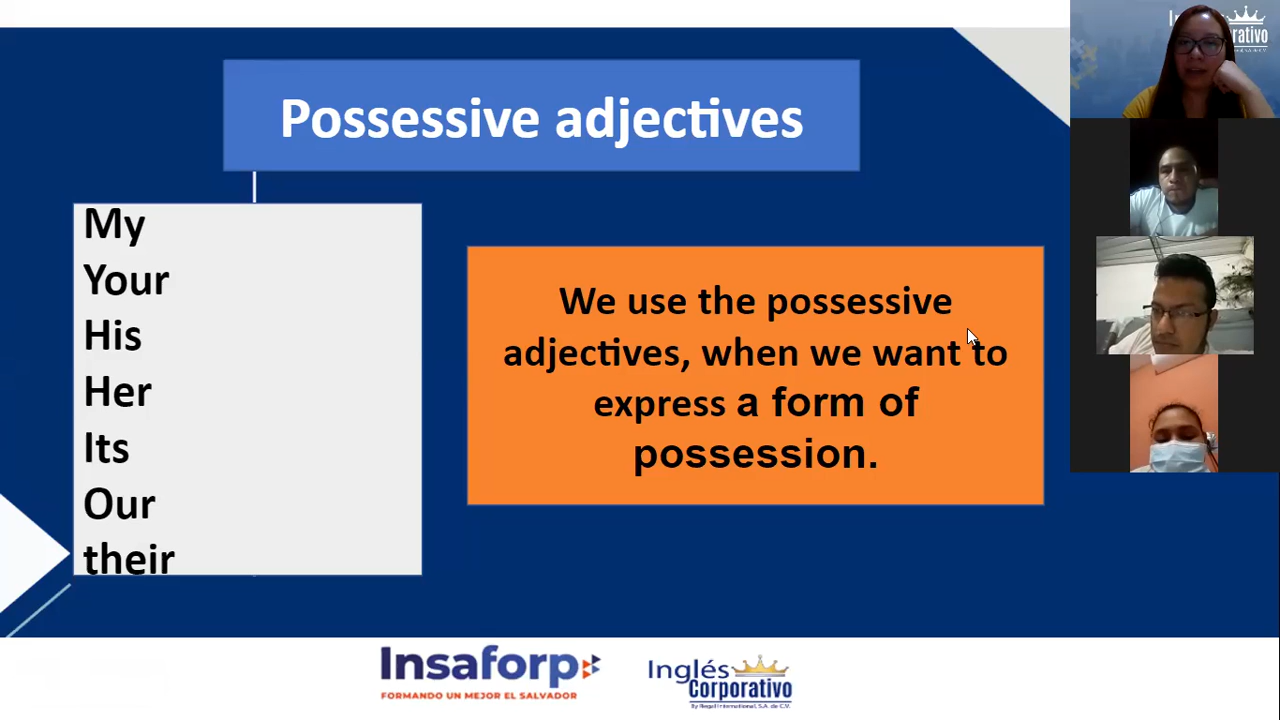 Possessive adjectives
My
Your
His
Her
Its
Our
their
We use the possessive
adjectives, when we want to
express a form of
possession.
Insaforp
FORMANDO UN MEJOR EL SALVADOR
Inglés
Corporativo
By Regal International, S.A. de C.V.